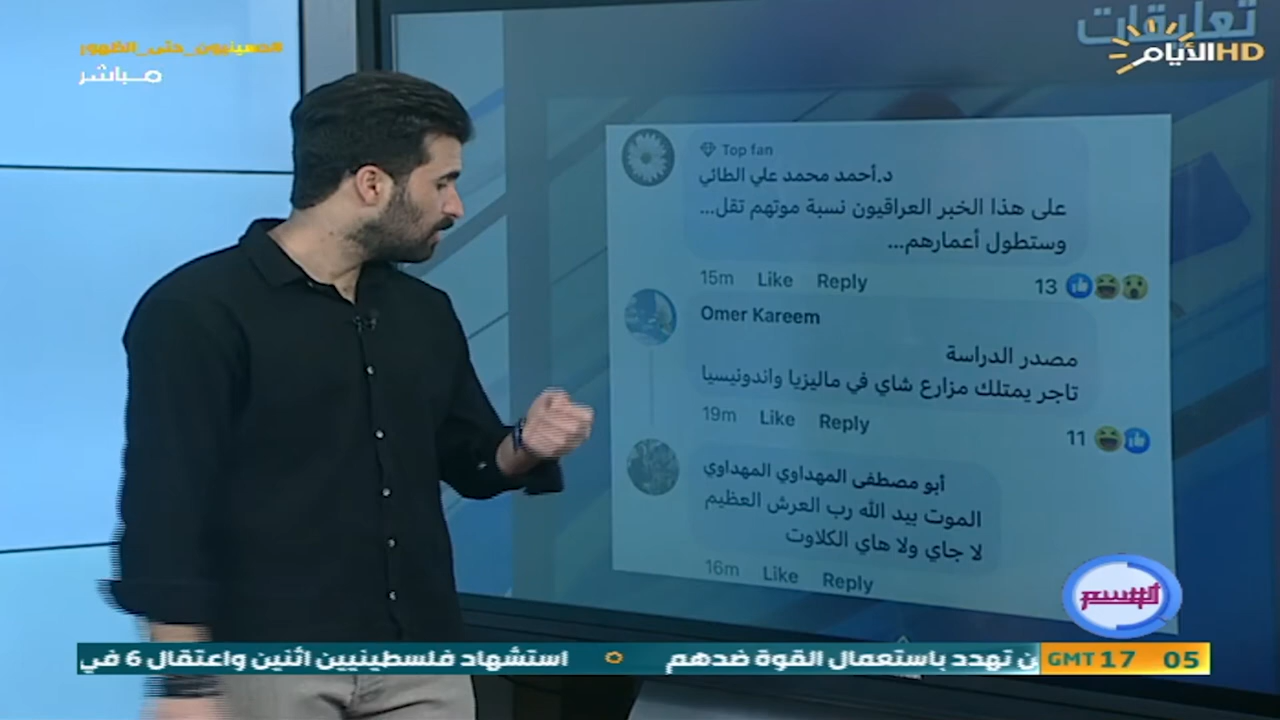 تعليقات
الأيام HD
#حسينيون_حتى_الظهور
مباشر
Top fan
د.أحمد محمد علي الطائي
على هذا الخبر العراقيون نسبة موتهم تقل...
وستطول أعمارهم...
15m Like Reply 13
Omer Kareem
مصدر الدراسة
تاجر يمتلك مزارع شاي في ماليزيا واندونيسيا
19m Like Reply 11
أبو مصطفى المهداوي المهداوي
الموت بيد الله رب العرش العظيم
لا جاي ولا هاي الكلاوت
16m Like Reply
GMT 17 05
ن تهدد باستعمال القوة ضدهم
استشهاد فلسطينيين اثنين واعتقال 6 في